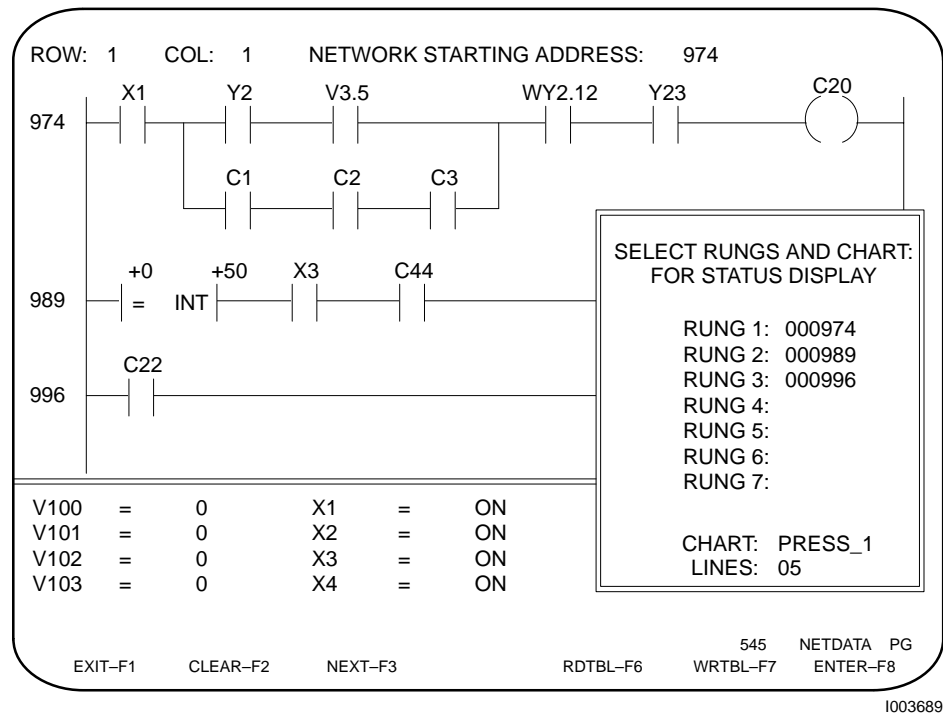 ROW: 1 COL: 1 NETWORK STARTING ADDRESS: 974
X1 Y2 V3.5 WY2.12 Y23 C20
974
C1 C2 C3
SELECT RUNGS AND CHART:
FOR STATUS DISPLAY
+0 +50 X3 C44
989 = INT
RUNG 1: 000974
RUNG 2: 000989
C22
RUNG 3: 000996
996
RUNG 4:
RUNG 5:
RUNG 6:
RUNG 7:
V100 = 0 X1 = ON
V101 = 0 X2 = ON
V102 = 0 X3 = ON
V103 = 0 X4 = ON
CHART: PRESS_1
LINES: 05
545 NETDATA PG
EXIT–F1 CLEAR–F2 NEXT–F3 RDTBL–F6 WRTBL–F7 ENTER–F8
I003689